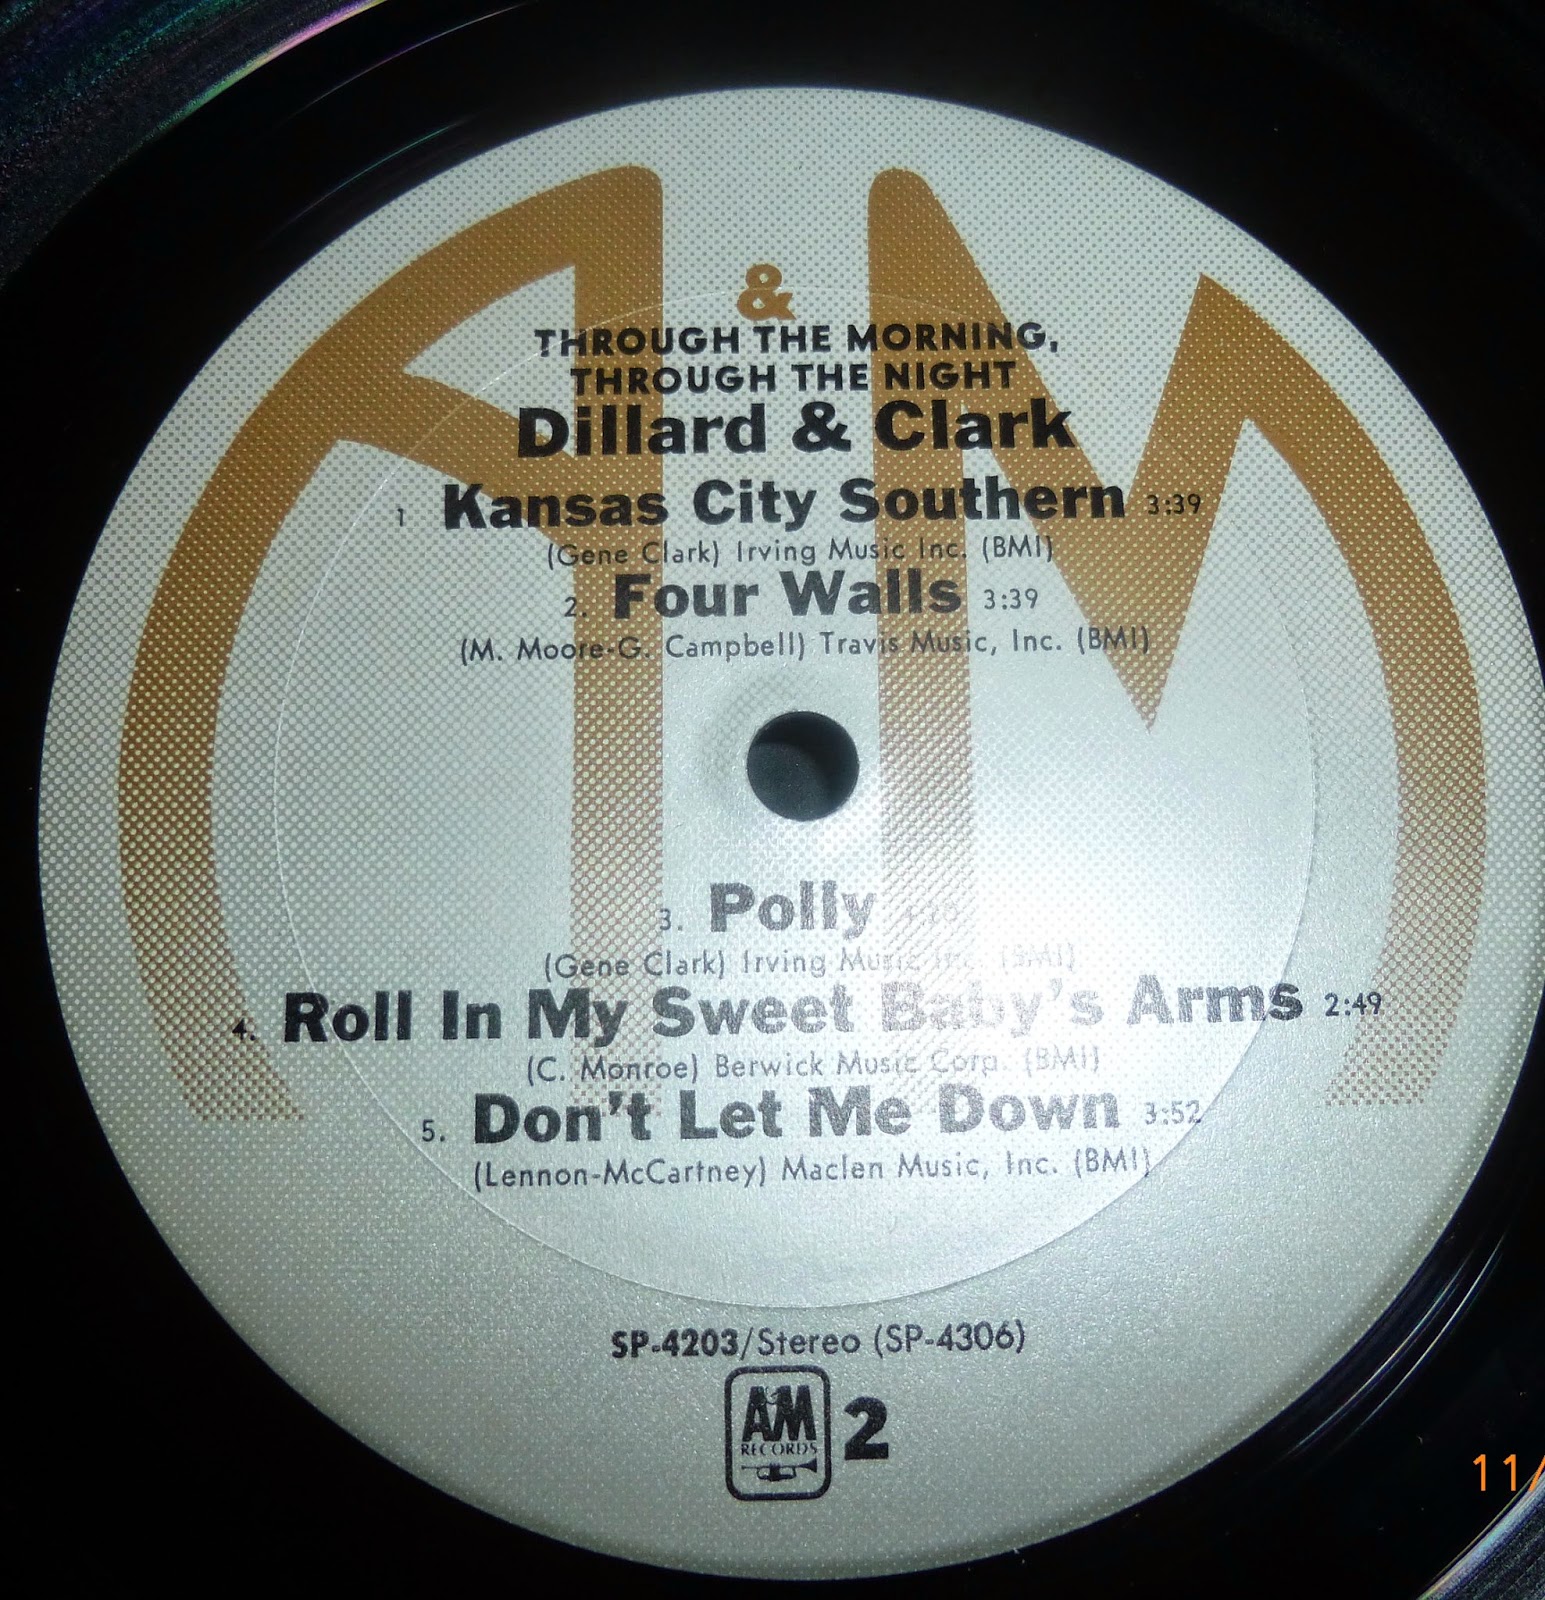 &
THROUGH THE MORNING,
THROUGH THE NIGHT
Dillard & Clark
1 Kansas City Southern 3:39
(Gene Clark) Irving Music Inc. (BMI)
2. Four Walls 3:39
(M. Moore-G. Campbell) Travis Music, Inc. (BMI)
3. Polly
(Gene Clark) Irving Music Inc. (BMI)
4. Roll In My Sweet Baby's Arms 2:49
(C. Monroe) Berwick Music Corp. (BMI)
5. Don't Let Me Down 3:52
(Lennon-McCartney) Maclen Music, Inc. (BMI)
SP-4203/Stereo (SP-4306)
A&M
RECORDS
2
11/